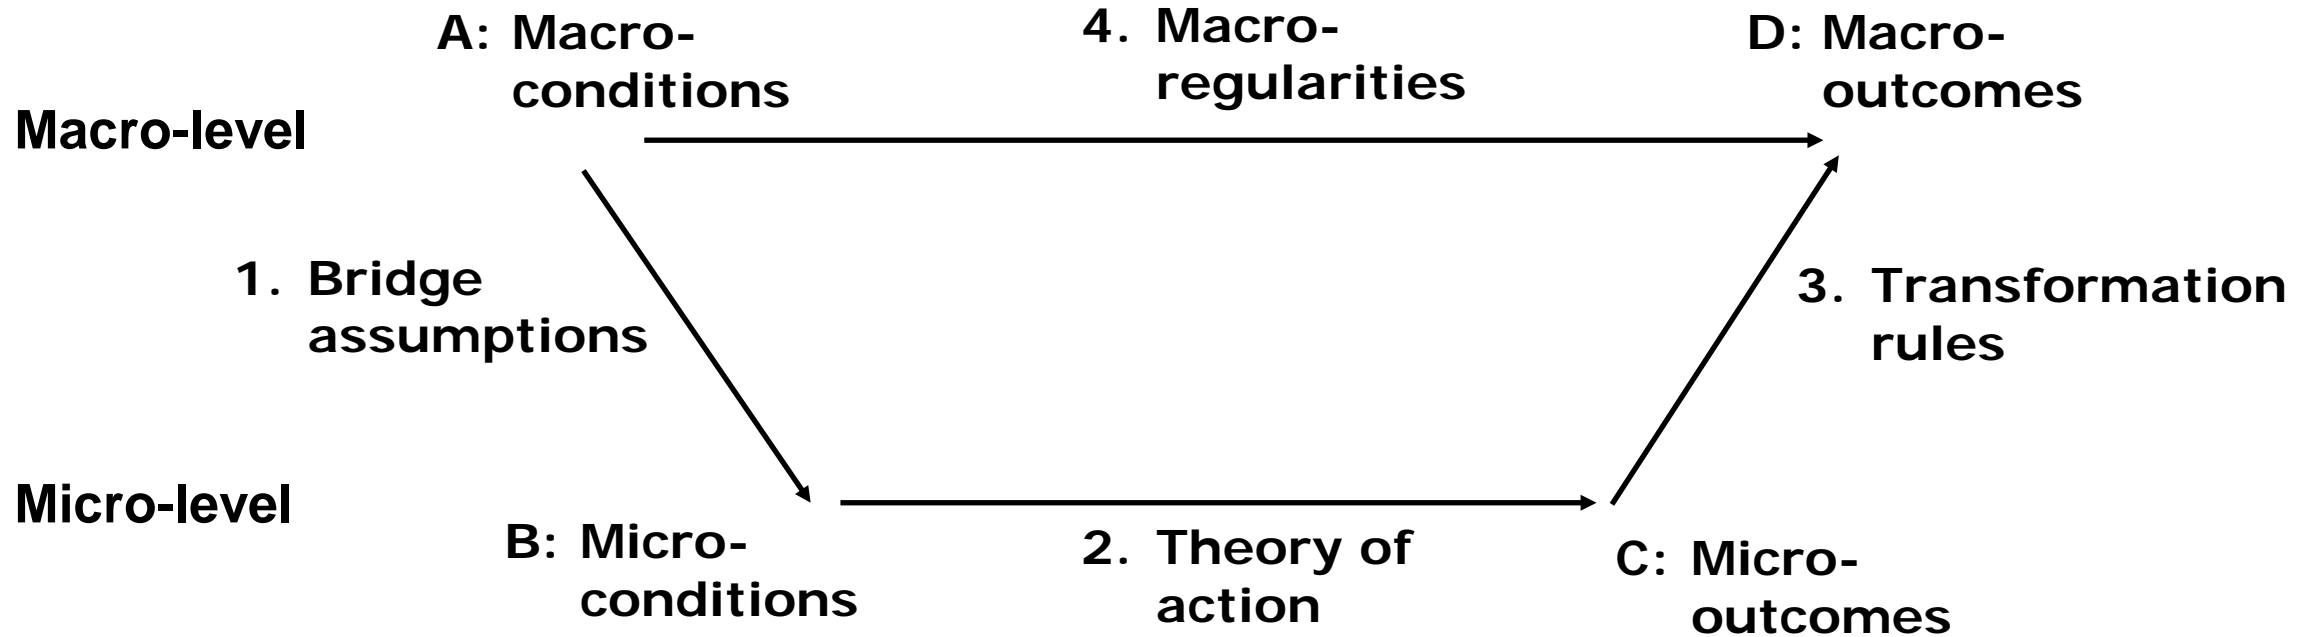 A: Macro-
conditions
4. Macro-
regularities
D: Macro-
outcomes
Macro-level
1. Bridge
assumptions
3. Transformation
rules
Micro-level
B: Micro-
conditions
2. Theory of
action
C: Micro-
outcomes